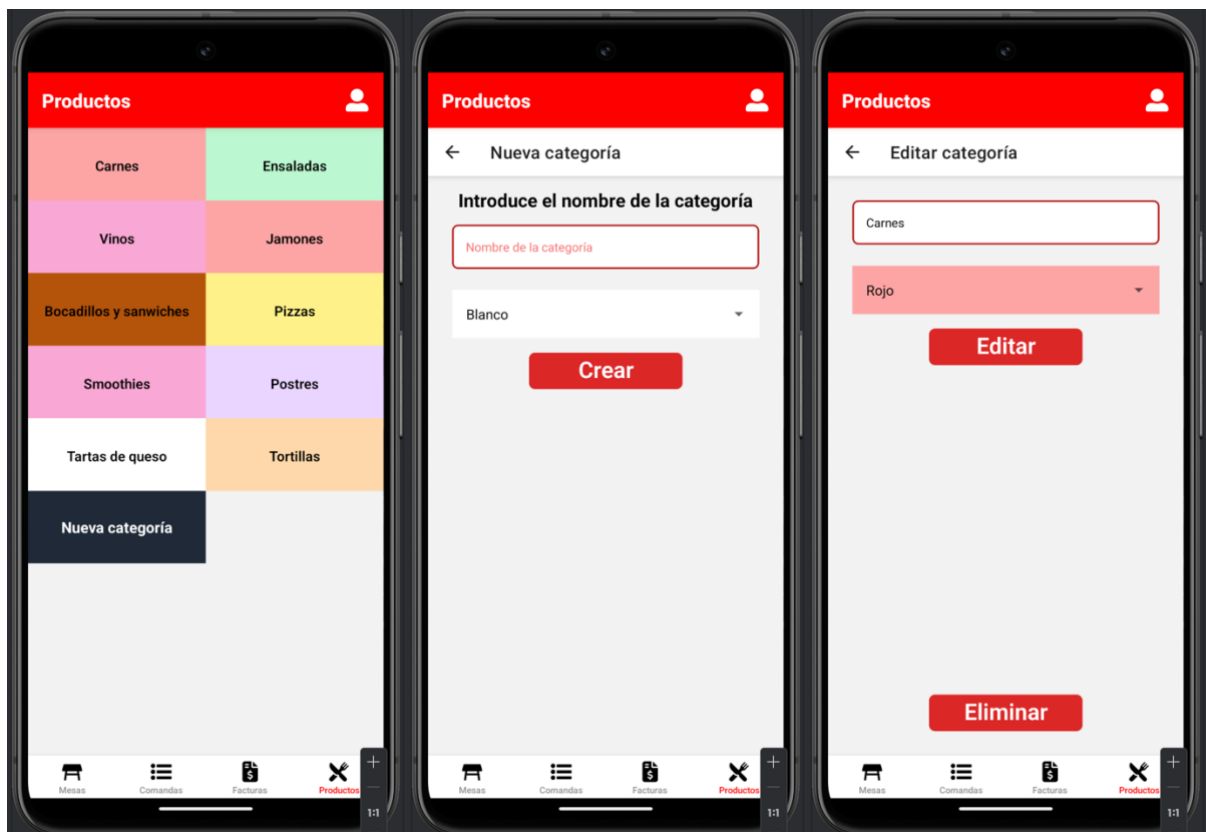 Productos
Carnes
Ensaladas
Vinos
Jamones
Bocadillos y sanwiches
Pizzas
Smoothies
Postres
Tartas de queso
Tortillas
Nueva categoría
Mesas
Comandas
Facturas
Productos
1:1
Productos
Nueva categoría
Introduce el nombre de la categoría
Nombre de la categoría
Blanco
Crear
Mesas
Comandas
Facturas
Productos
1:1
Productos
Editar categoría
Carnes
Rojo
Editar
Eliminar
Mesas
Comandas
Facturas
Productos
1:1